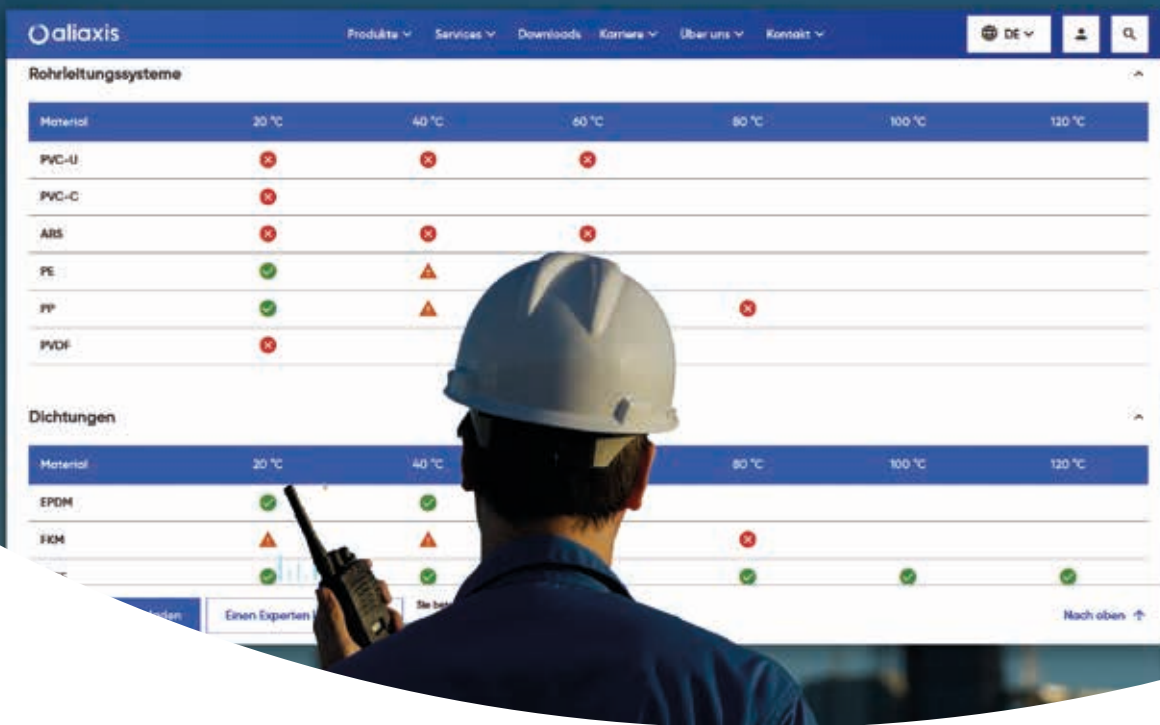 aliaxis
Produkte Services Downloads Karriere Über uns Kontakt DE
Rohrleitungssysteme
Material 20 °C 40 °C 60 °C 80 °C 100 °C 120 °C
PVC-U
PVC-C
ABS
PE
PP
PVDF
Dichtungen
Material 20 °C 40 °C 80 °C 100 °C 120 °C
EPDM
FKM
Einen Experten
Nach oben